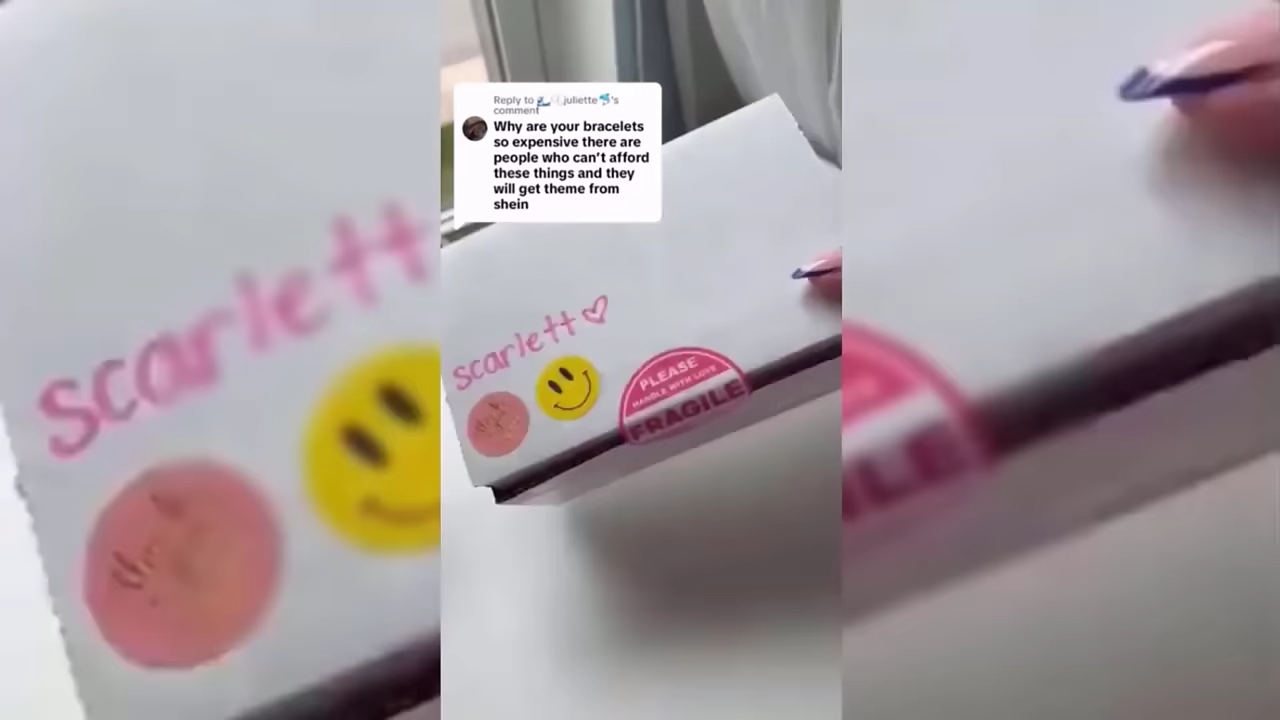 Reply to 🌊🤍juliette🐬's
comment
Why are your bracelets
so expensive there are
people who can't afford
these things and they
will get theme from
shein
scarlett♡
PLEASE
HANDLE WITH LOVE
FRAGILE